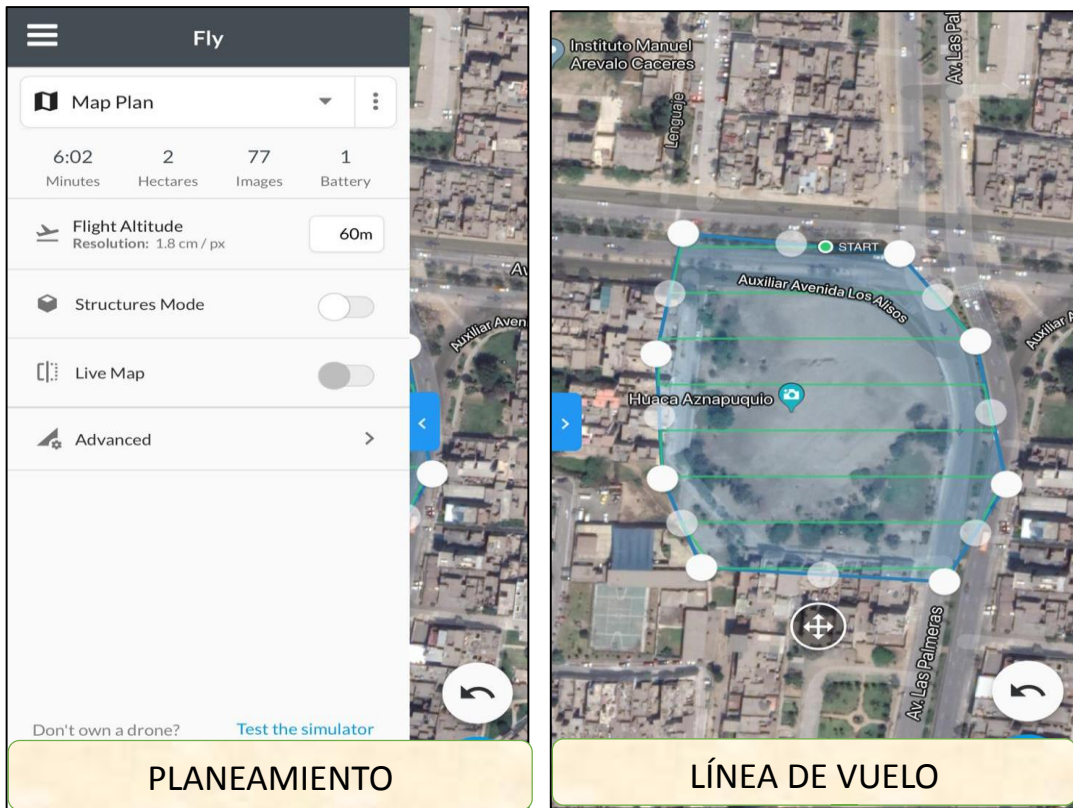 Fly
Map Plan
6:02 2 77 1
Minutes Hectares Images Battery
Flight Altitude
Resolution: 1.8 cm / px
60m
Structures Mode
Live Map
Advanced
Don't own a drone? Test the simulator
Av
Auxiliar Aven
PLANEAMIENTO
Instituto Manuel
Arevalo Caceres
Lenguaje
Av. Las Pal
START
Auxiliar Avenida Los Alisos
Auxiliar A
Huaca Aznapuquio
Av. Las Palmeras
LÍNEA DE VUELO